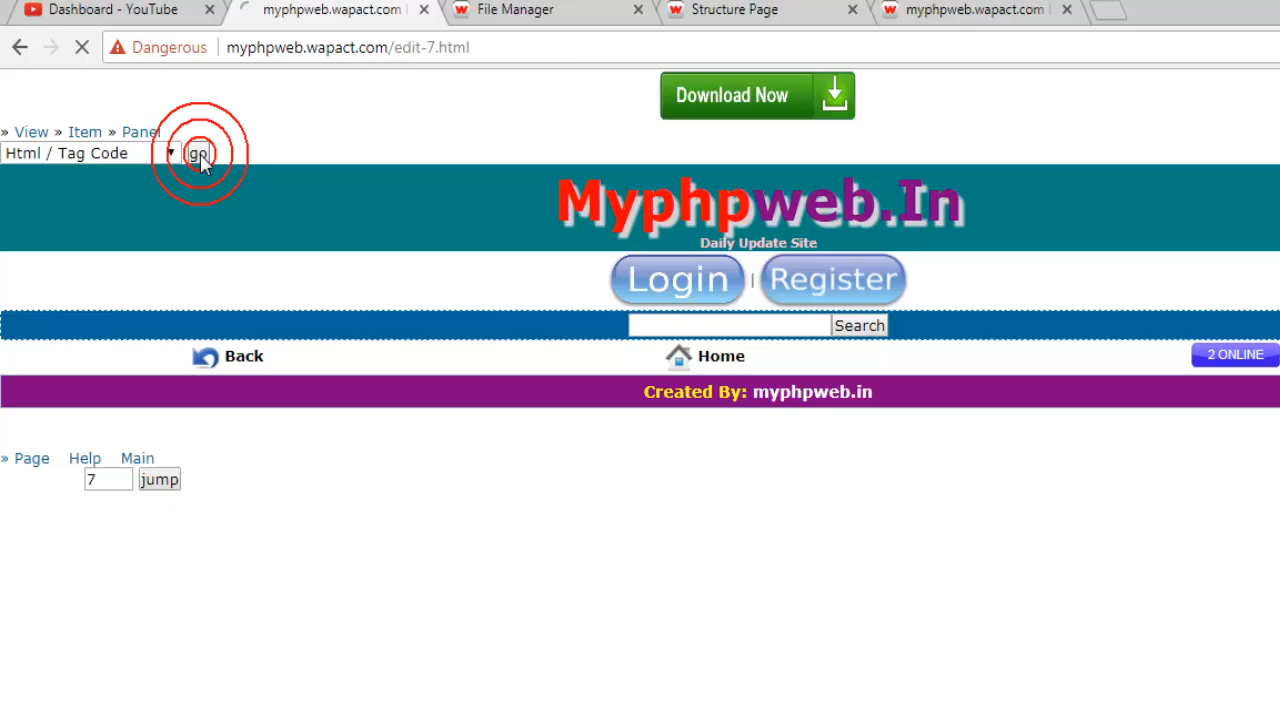 Dashboard - YouTube
myphpweb.wapact.com
File Manager
Structure Page
myphpweb.wapact.com
Dangerous myphpweb.wapact.com/edit-7.html
Download Now
» View » Item » Panel
Html / Tag Code go
Myphpweb.In
Daily Update Site
Login | Register
Search
Back Home 2 ONLINE
Created By: myphpweb.in
» Page Help Main
7 jump